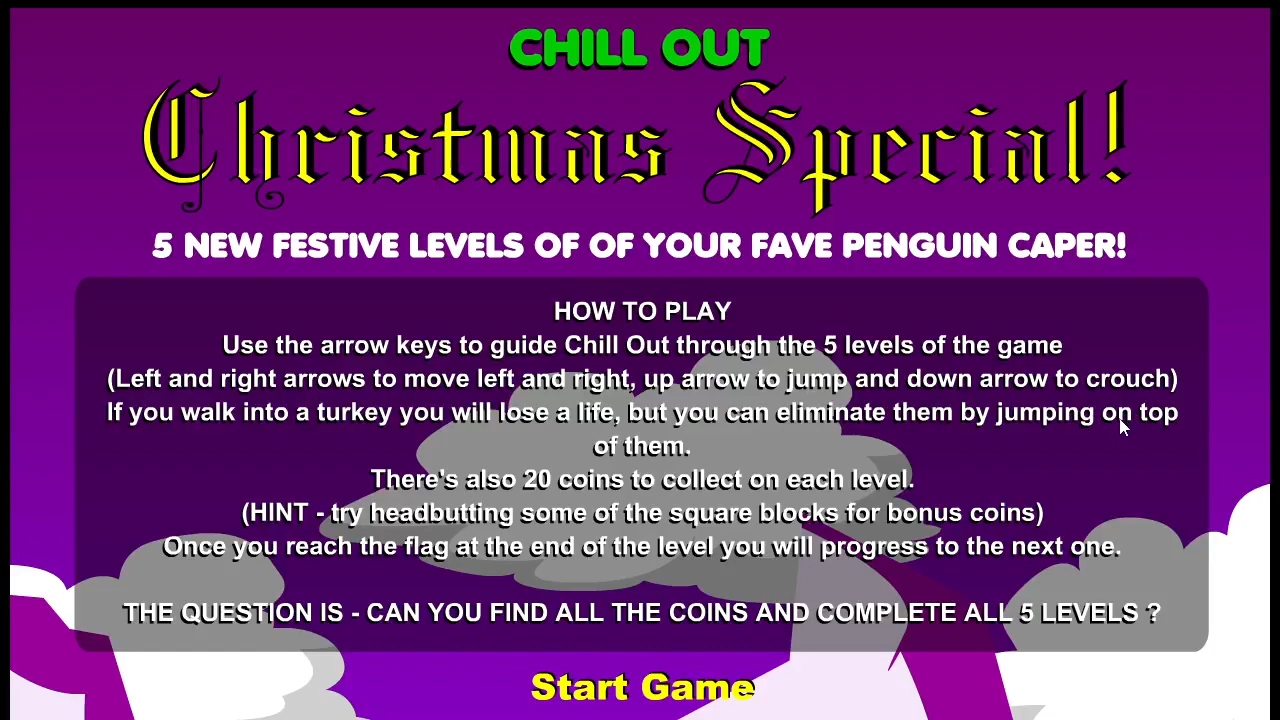 CHILL OUT
Christmas Special!
5 NEW FESTIVE LEVELS OF OF YOUR FAVE PENGUIN CAPER!
HOW TO PLAY
Use the arrow keys to guide Chill Out through the 5 levels of the game
(Left and right arrows to move left and right, up arrow to jump and down arrow to crouch)
If you walk into a turkey you will lose a life, but you can eliminate them by jumping on top
of them.
There's also 20 coins to collect on each level.
(HINT - try headbutting some of the square blocks for bonus coins)
Once you reach the flag at the end of the level you will progress to the next one.
THE QUESTION IS - CAN YOU FIND ALL THE COINS AND COMPLETE ALL 5 LEVELS ?
Start Game